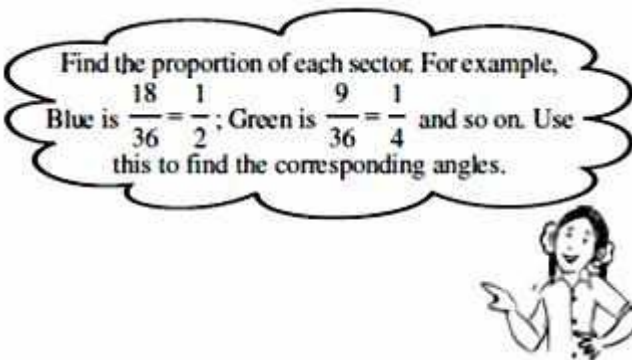 Find the proportion of each sector. For example,
Blue is 18/36 = 1/2 ; Green is 9/36 = 1/4 and so on. Use
this to find the corresponding angles.